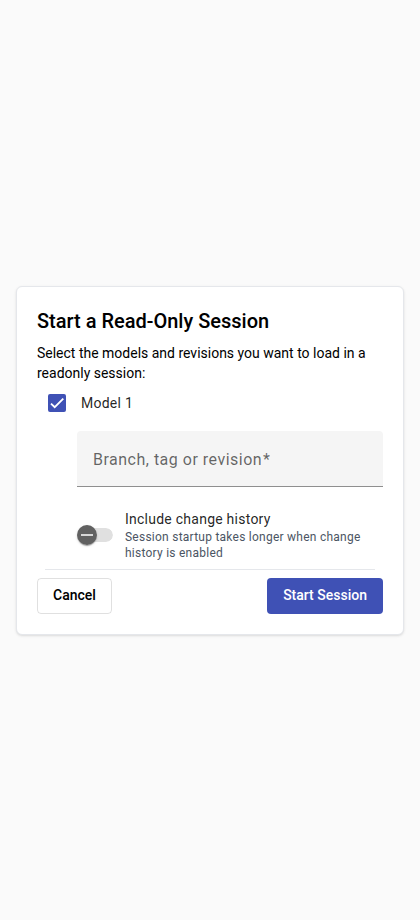 Start a Read-Only Session
Select the models and revisions you want to load in a
readonly session:
Model 1
Branch, tag or revision*
Include change history
Session startup takes longer when change
history is enabled
Cancel
Start Session